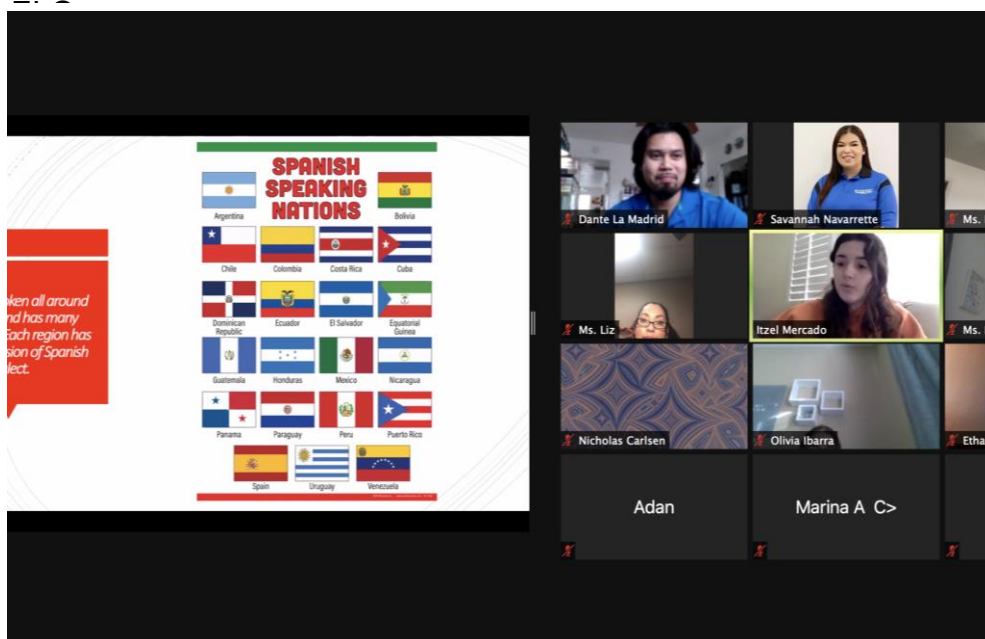 oken all around
nd has many
Each region has
sion of Spanish
lect.
SPANISH
SPEAKING
NATIONS
Argentina
Bolivia
Chile
Colombia
Costa Rica
Cuba
Dominican
Republic
Ecuador
El Salvador
Equatorial
Guinea
Guatemala
Honduras
Mexico
Nicaragua
Panama
Paraguay
Peru
Puerto Rico
Spain
Uruguay
Venezuela
Dante La Madrid
Savannah Navarrette
Ms.
Ms. Liz
Itzel Mercado
Ms.
Nicholas Carlsen
Olivia Ibarra
Etha
Adan
Marina A C>